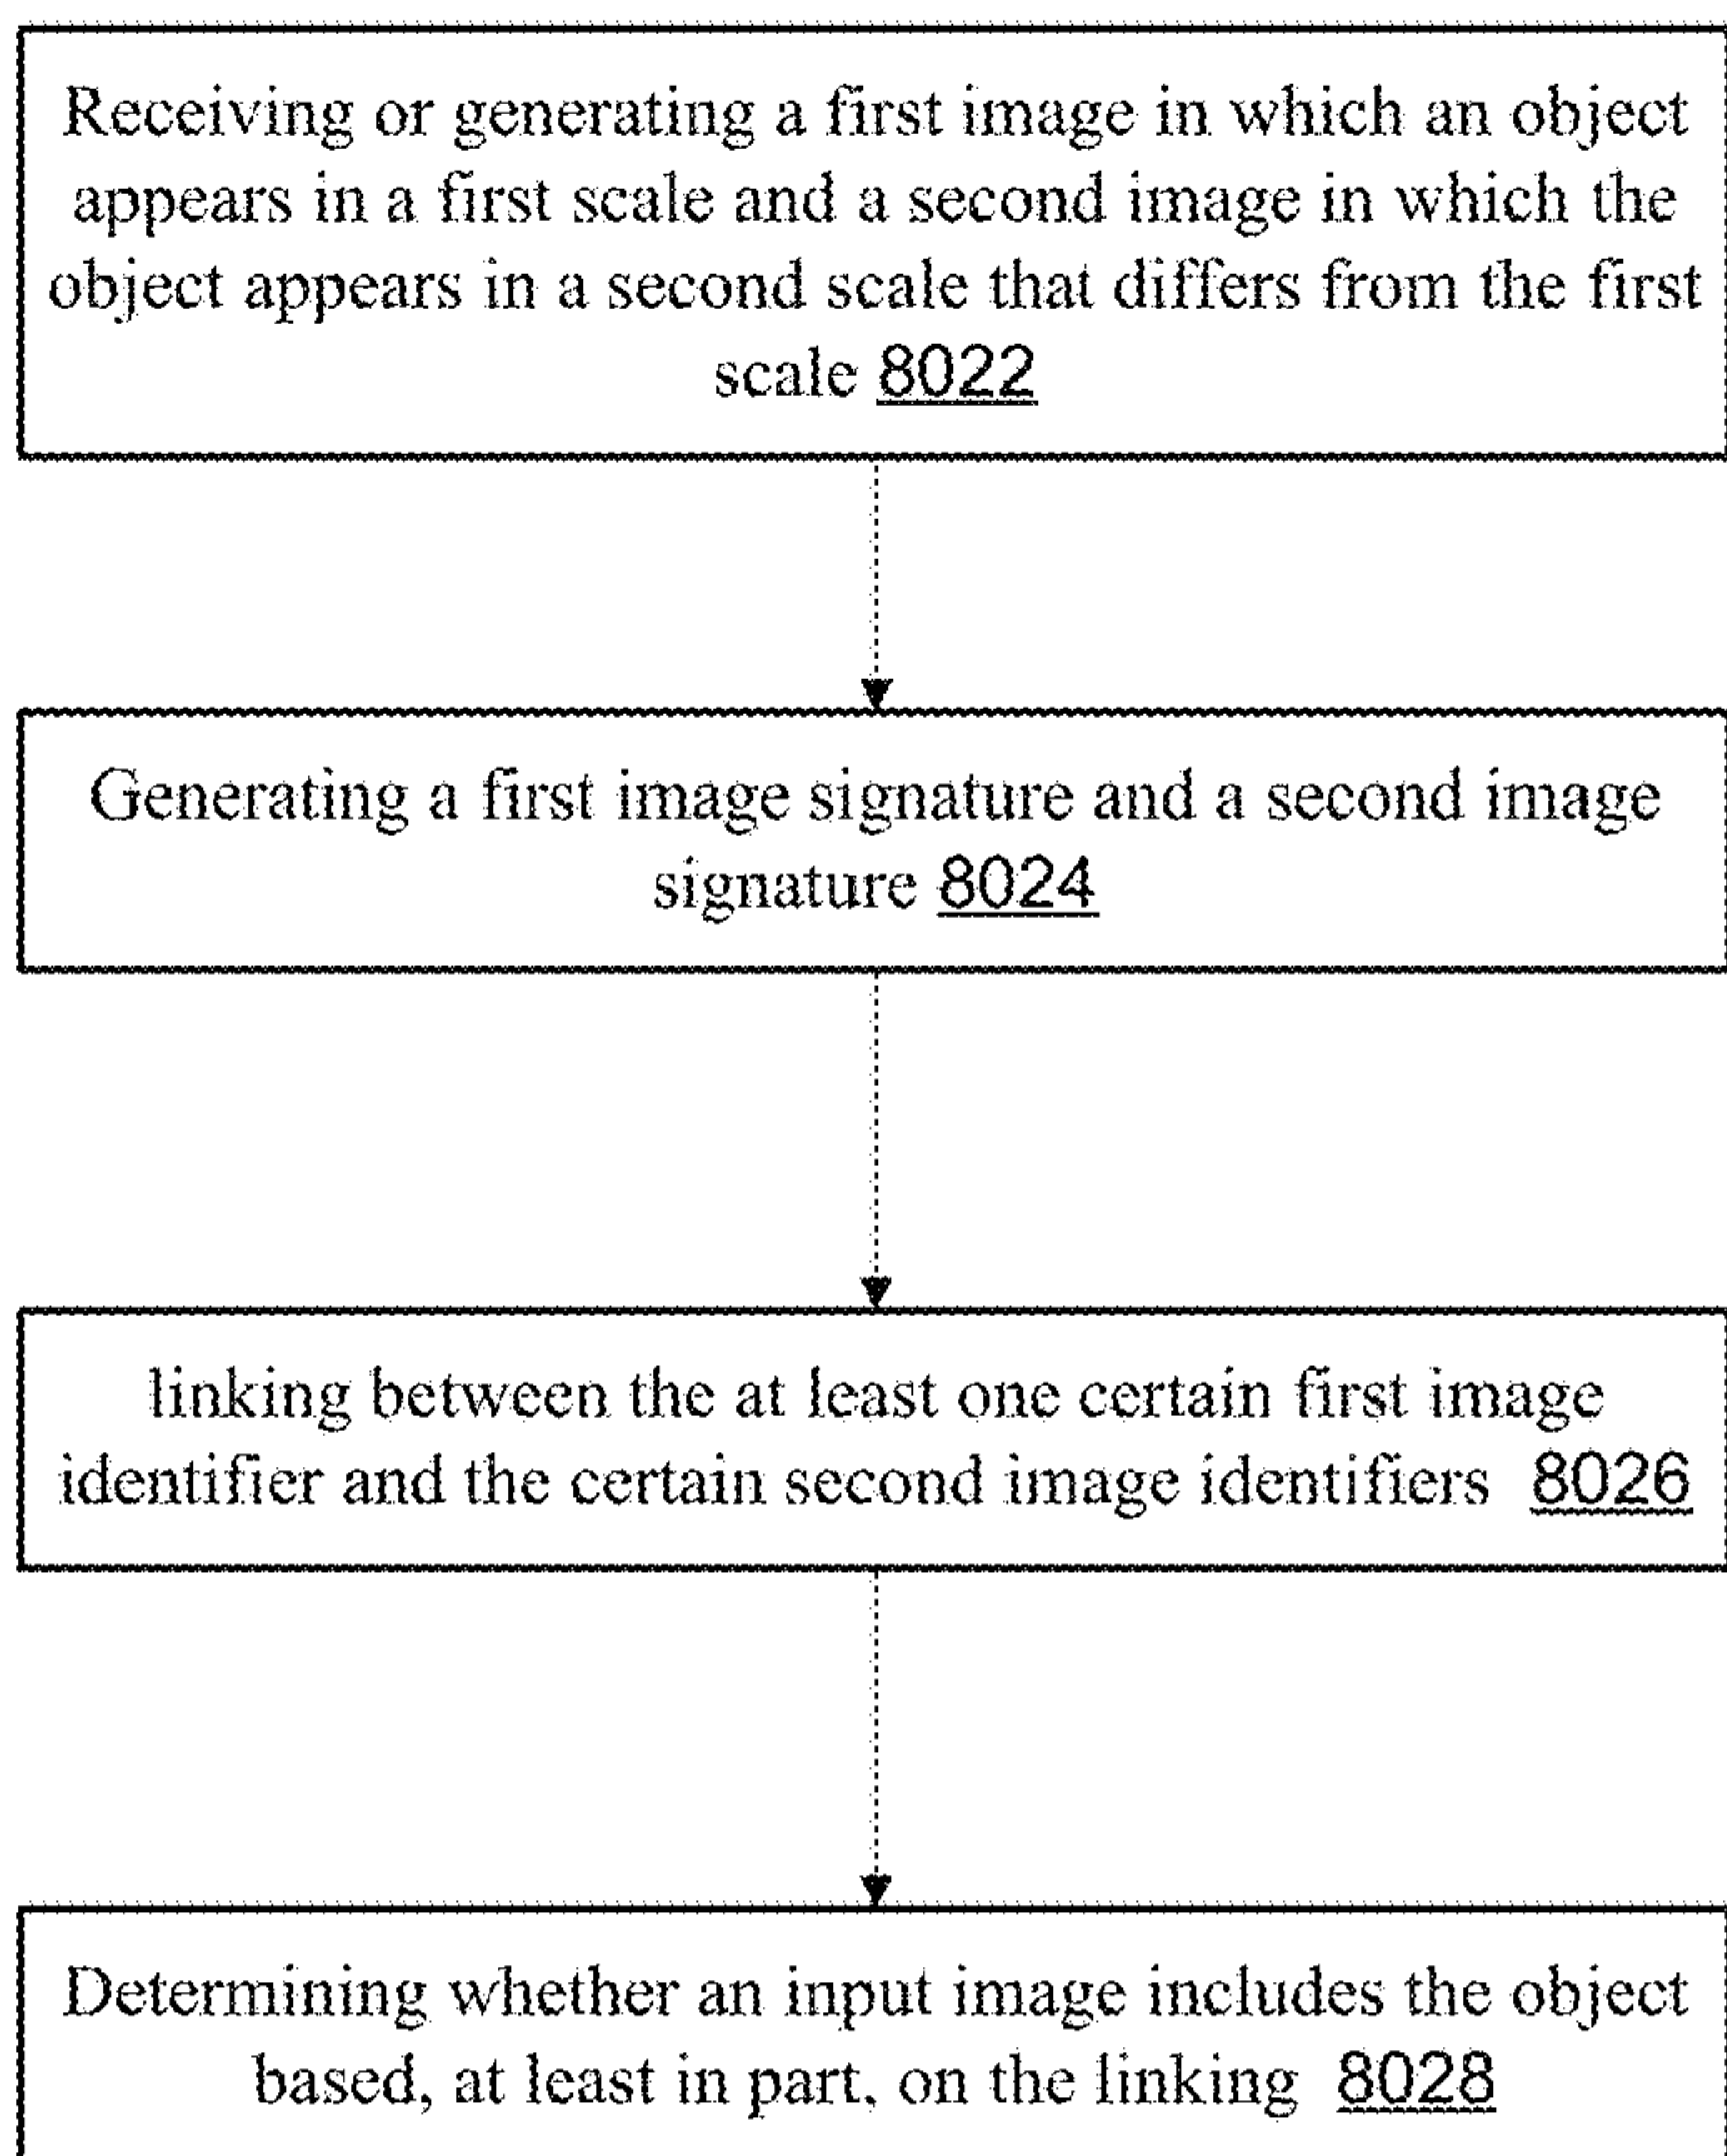 Receiving or generating a first image in which an object
appears in a first scale and a second image in which the
object appears in a second scale that differs from the first
scale 8022
Generating a first image signature and a second image
signature 8024
linking between the at least one certain first image
identifier and the certain second image identifiers 8026
Determining whether an input image includes the object
based, at least in part, on the linking 8028